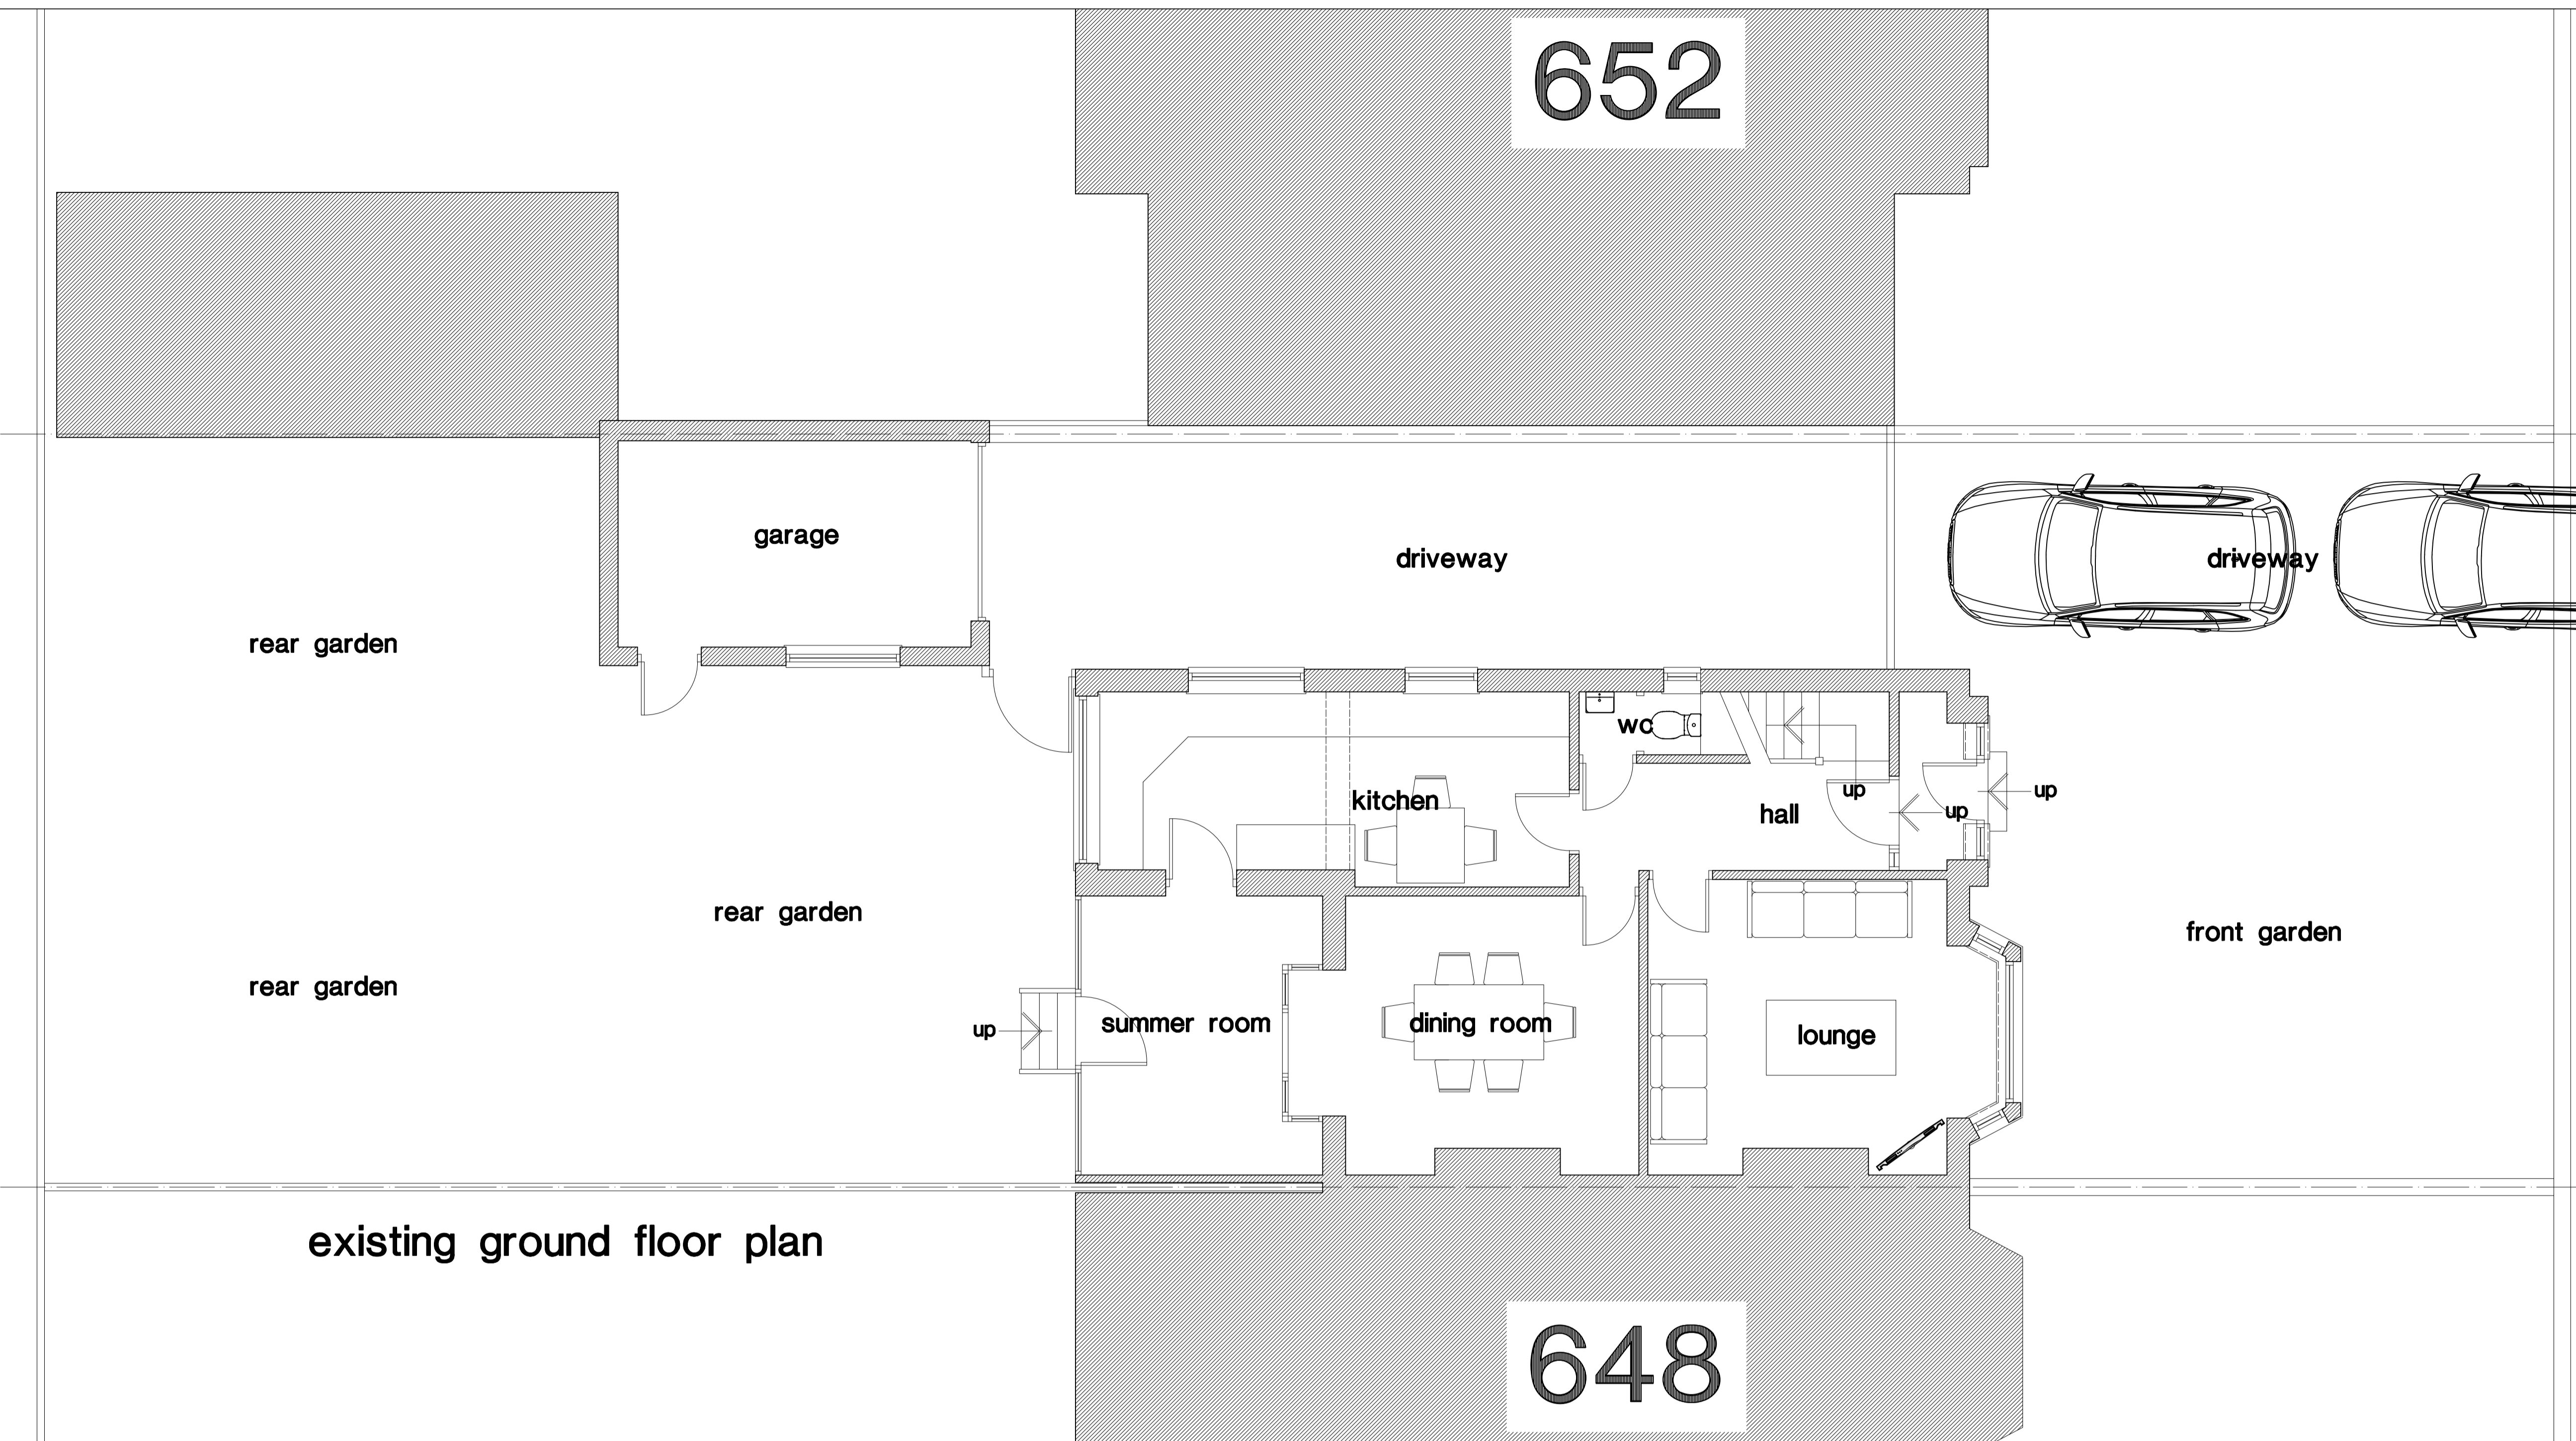 652
garage
driveway
driveway
rear garden
wc
kitchen
up
up
up
hall
rear garden
front garden
rear garden
up
summer room
dining room
lounge
existing ground floor plan
648